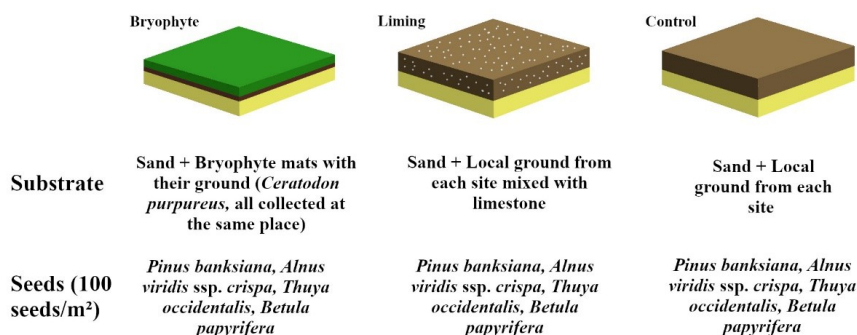 Bryophyte
Liming
Control
Substrate
Sand + Bryophyte mats with
their ground (Ceratodon
purpureus, all collected at
the same place)
Sand + Local ground from
each site mixed with
limestone
Sand + Local
ground from each
site
Seeds (100
seeds/m²)
Pinus banksiana, Alnus
viridis ssp. crispa, Thuya
occidentalis, Betula
papyrifera
Pinus banksiana, Alnus
viridis ssp. crispa, Thuya
occidentalis, Betula
papyrifera
Pinus banksiana, Alnus
viridis ssp. crispa, Thuya
occidentalis, Betula
papyrifera